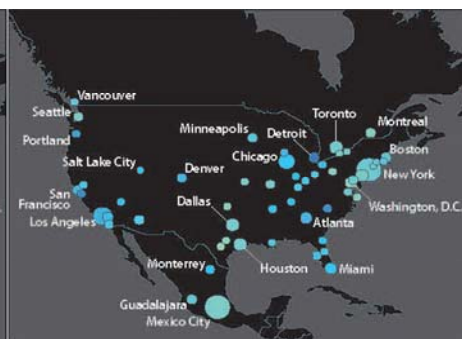 Vancouver
Seattle
Portland
Salt Lake City
San
Francisco
Los Angeles
Minneapolis
Denver
Chicago
Detroit
Toronto
Montreal
Boston
New York
Washington, D.C.
Dallas
Atlanta
Houston
Miami
Monterrey
Guadalajara
Mexico City